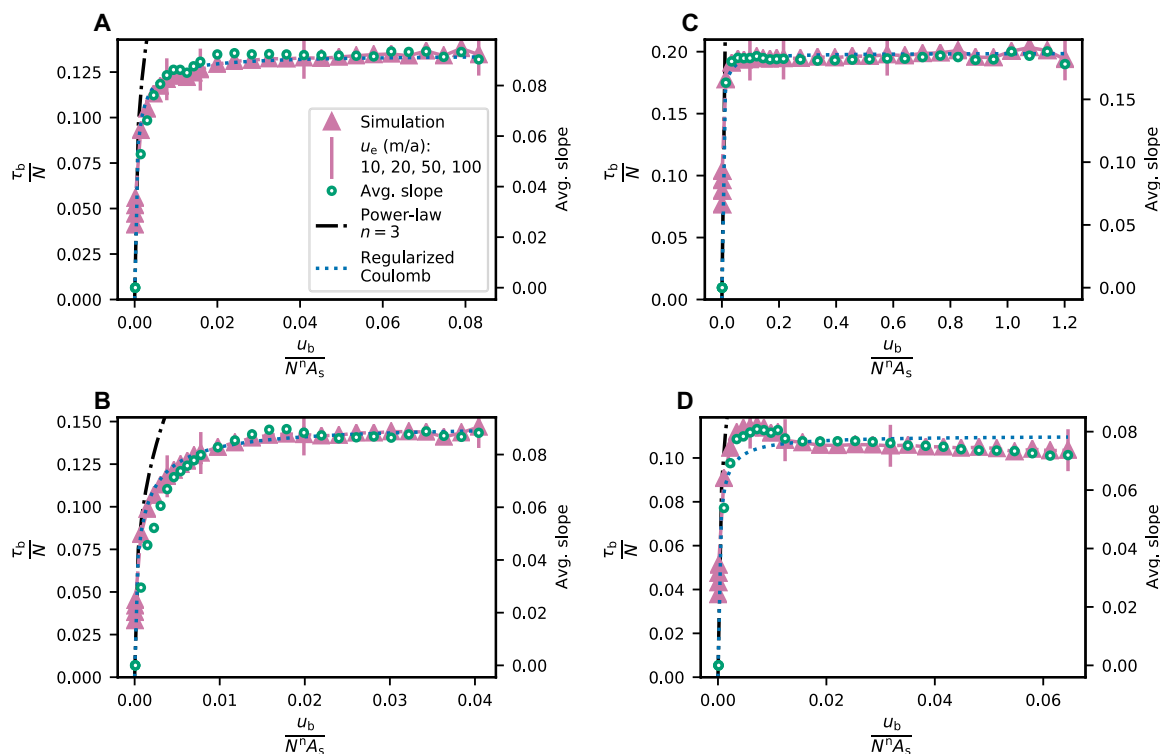 A
0.125
0.100
0.075
0.050
0.025
0.000
τb/N
0.08
0.06
0.04
0.02
0.00
Avg. slope
Simulation
ue (m/a):
10, 20, 50, 100
Avg. slope
Power-law
n = 3
Regularized
Coulomb
0.00 0.02 0.04 0.06 0.08
ub/NⁿAs
C
0.20
0.15
0.10
0.05
0.00
τb/N
0.15
0.10
0.05
0.00
Avg. slope
0.0 0.2 0.4 0.6 0.8 1.0 1.2
ub/NⁿAs
B
0.150
0.125
0.100
0.075
0.050
0.025
0.000
τb/N
0.08
0.06
0.04
0.02
0.00
Avg. slope
0.00 0.01 0.02 0.03 0.04
ub/NⁿAs
D
0.10
0.08
0.06
0.04
0.02
0.00
τb/N
0.08
0.06
0.04
0.02
0.00
Avg. slope
0.00 0.02 0.04 0.06
ub/NⁿAs